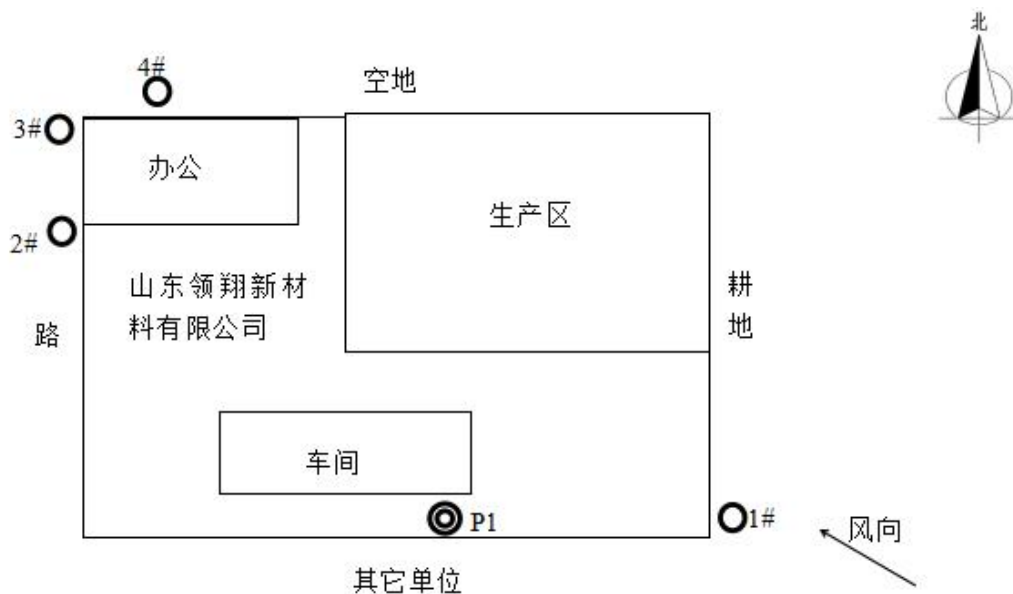 北
4#
空地
3#
办公
生产区
2#
山东领翔新材
料有限公司
耕
地
路
车间
P1
1#
风向
其它单位